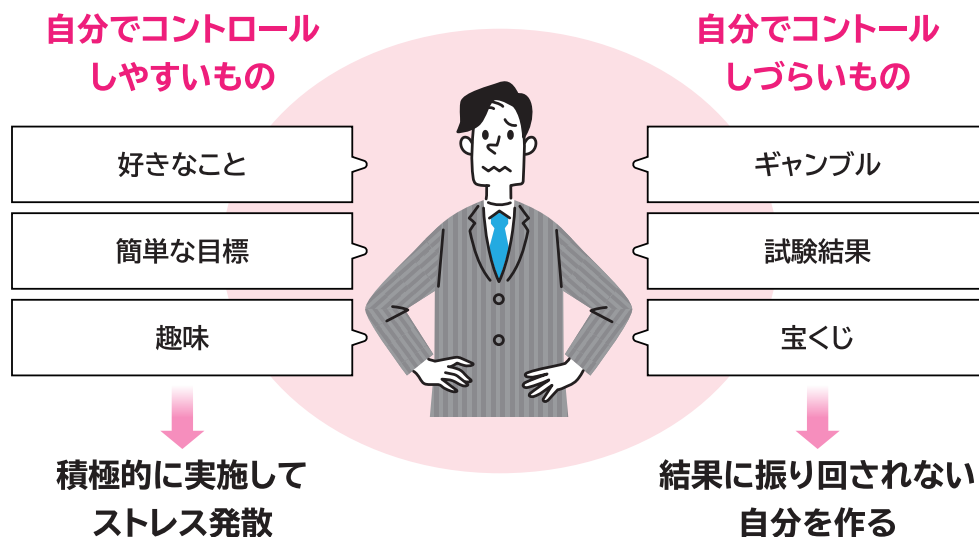 自分でコントロール
しやすいもの
好きなこと
簡単な目標
趣味
積極的に実施して
ストレス発散
自分でコントール
しづらいもの
ギャンブル
試験結果
宝くじ
結果に振り回されない
自分を作る